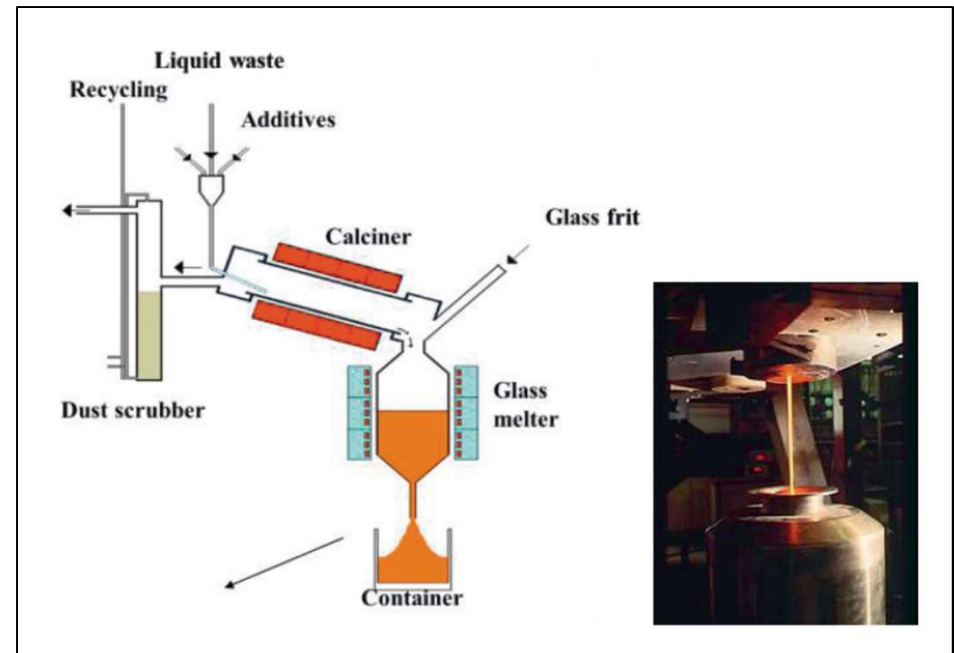 Liquid waste
Recycling
Additives
Glass frit
Calciner
Glass
melter
Dust scrubber
Container